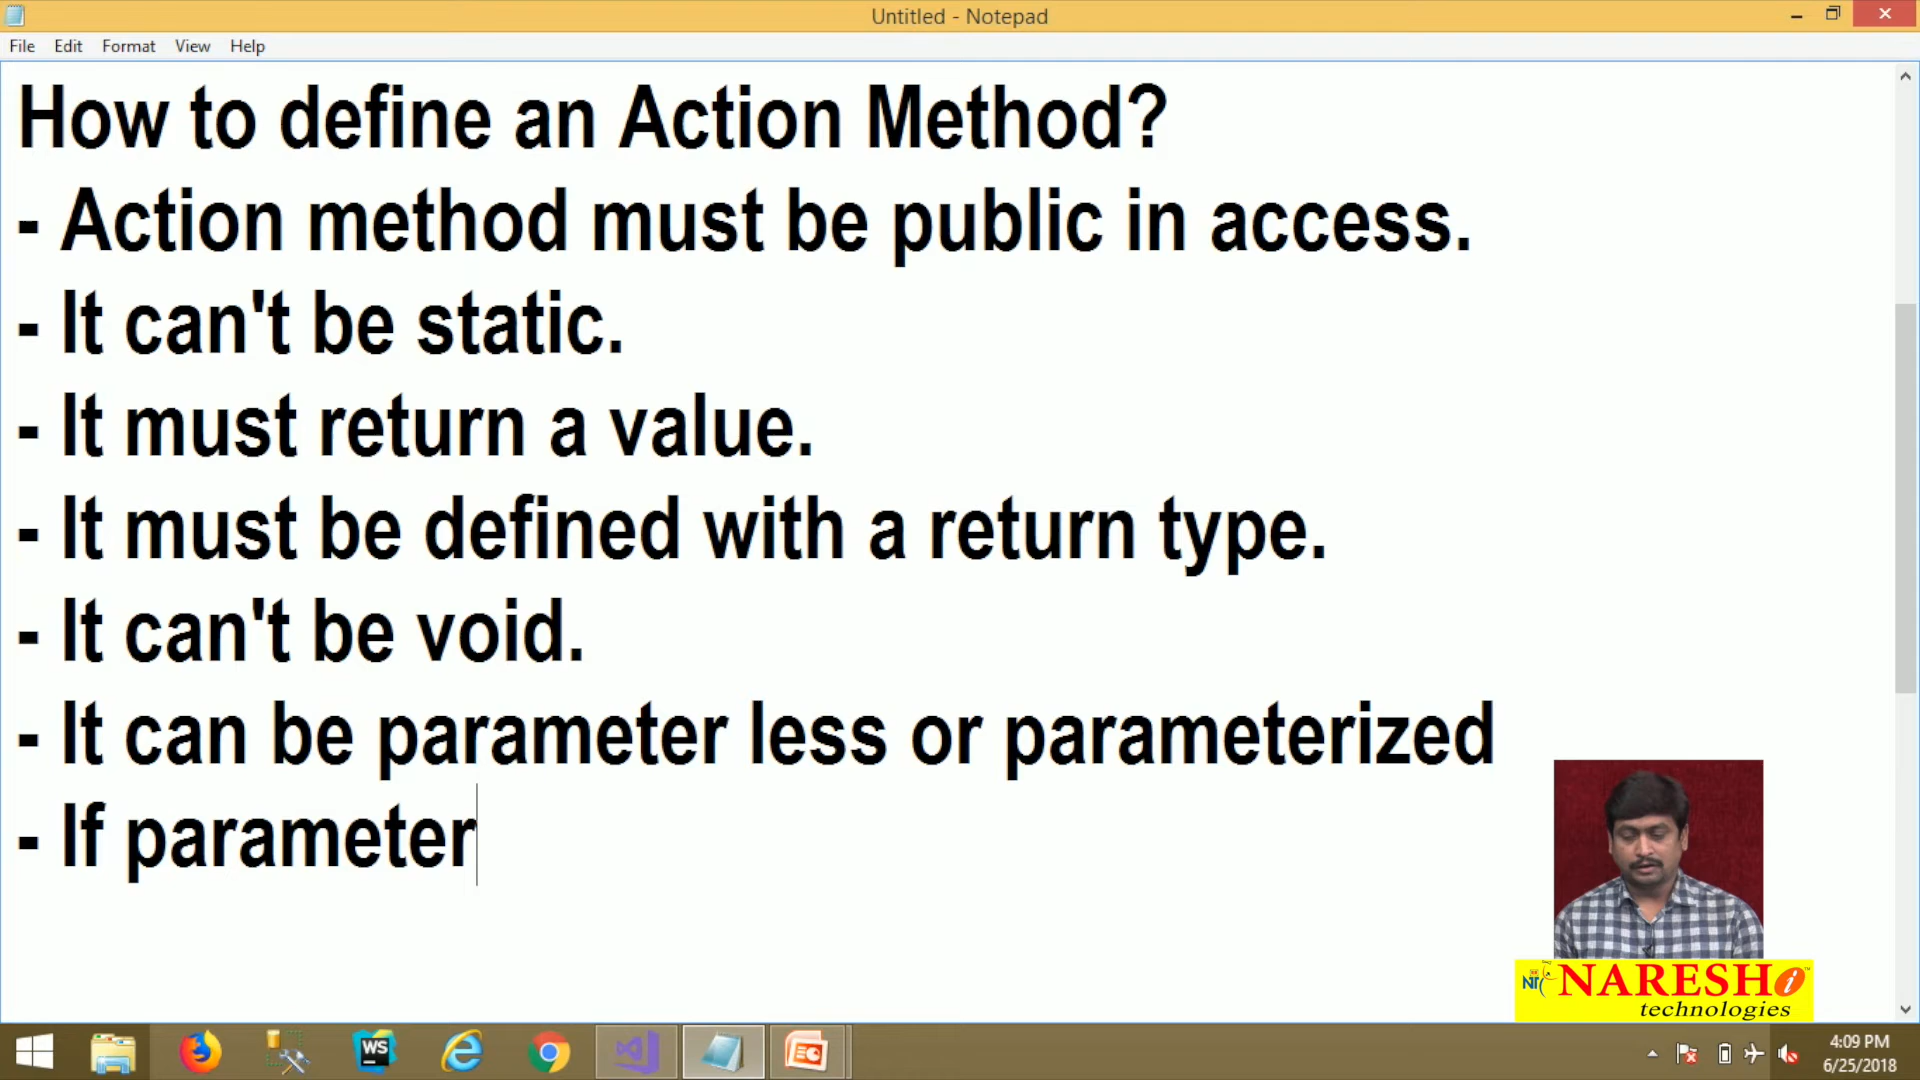 Untitled - Notepad
File Edit Format View Help
How to define an Action Method?
- Action method must be public in access.
- It can't be static.
- It must return a value.
- It must be defined with a return type.
- It can't be void.
- It can be parameter less or parameterized
- If parameter
NARESHi
technologies
WS
4:09 PM
6/25/2018